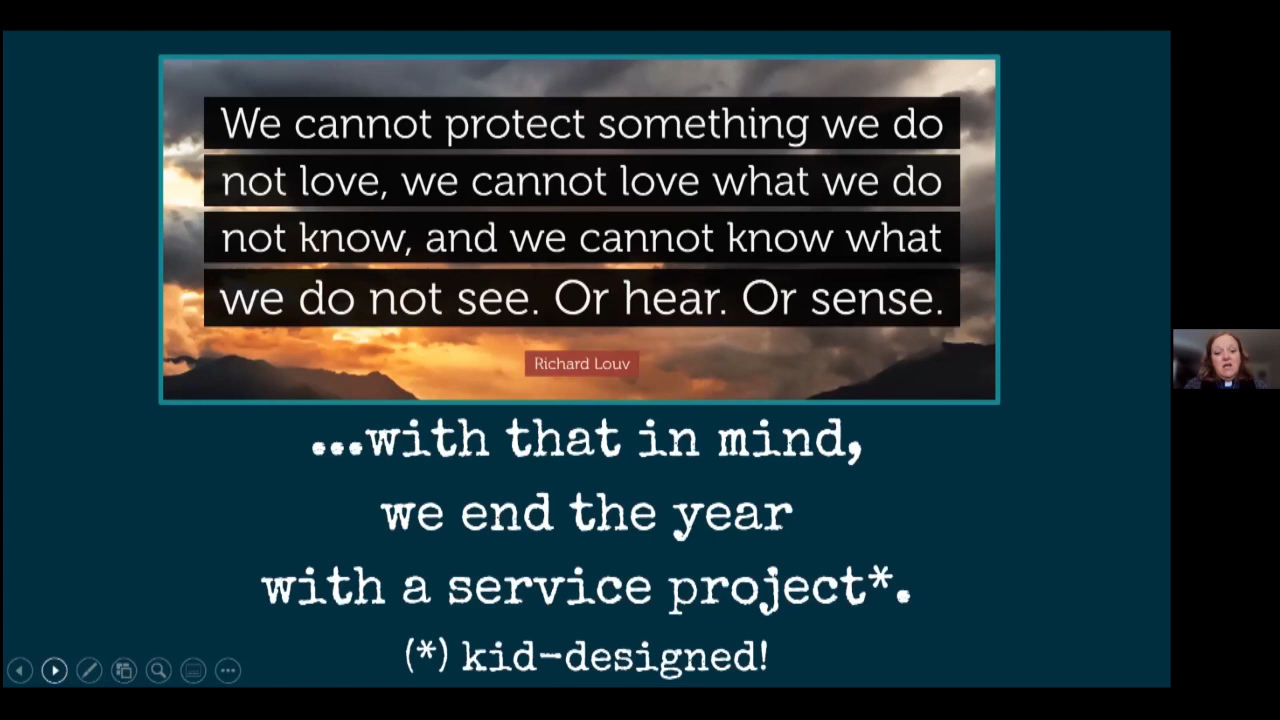 We cannot protect something we do
not love, we cannot love what we do
not know, and we cannot know what
we do not see. Or hear. Or sense.
Richard Louv
...with that in mind,
we end the year
with a service project*.
(*) kid-designed!